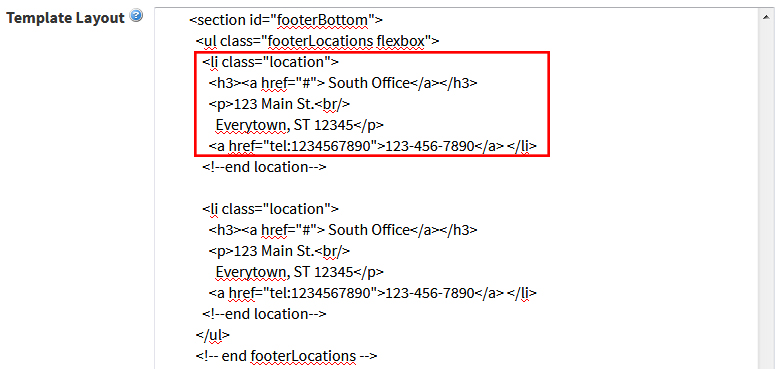 Template Layout
<section id="footerBottom">
<ul class="footerLocations flexbox">
<li class="location">
<h3><a href="#"> South Office</a></h3>
<p>123 Main St.<br/>
Everytown, ST 12345</p>
<a href="tel:1234567890">123-456-7890</a> </li>
<!--end location-->
<li class="location">
<h3><a href="#"> South Office</a></h3>
<p>123 Main St.<br/>
Everytown, ST 12345</p>
<a href="tel:1234567890">123-456-7890</a> </li>
<!--end location-->
</ul>
<!-- end footerLocations -->